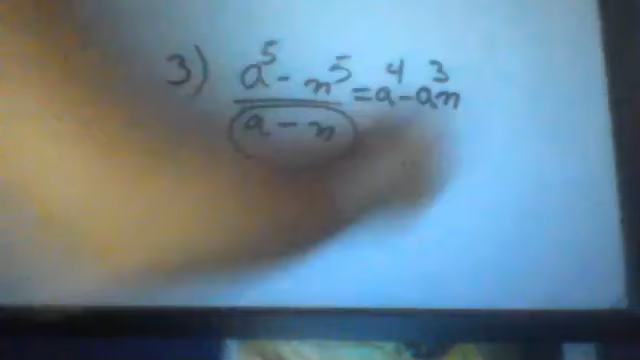 3) a⁵ - n⁵ / a - n = a⁴ - a³n